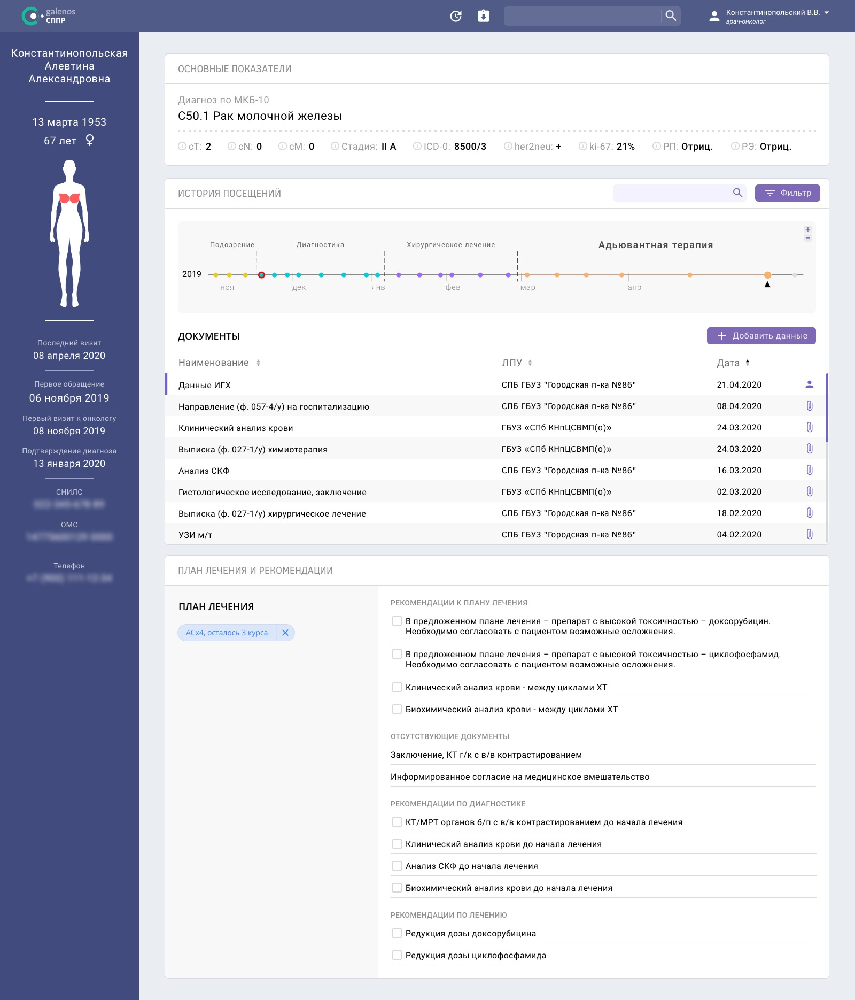 galenos
СППР
Константинопольский В.В.
врач-онколог
Константинопольская
Алевтина
Александровна
13 марта 1953
67 лет
Последний визит
08 апреля 2020
Первое обращение
06 ноября 2019
Первый визит к онкологу
08 ноября 2019
Подтверждение диагноза
13 января 2020
СНИЛС
ОМС
Телефон
ОСНОВНЫЕ ПОКАЗАТЕЛИ
Диагноз по МКБ-10
C50.1 Рак молочной железы
cT: 2 cN: 0 cM: 0 Стадия: II A ICD-0: 8500/3 her2neu: + ki-67: 21% РП: Отриц. РЭ: Отриц.
ИСТОРИЯ ПОСЕЩЕНИЙ
Фильтр
Подозрение Диагностика Хирургическое лечение Адьювантная терапия
2019
ноя дек янв фев мар апр
ДОКУМЕНТЫ
Добавить данные
Наименование ЛПУ Дата
Данные ИГХ СПБ ГБУЗ "Городская п-ка №86" 21.04.2020
Направление (ф. 057-4/у) на госпитализацию СПБ ГБУЗ "Городская п-ка №86" 08.04.2020
Клинический анализ крови ГБУЗ «СПб КНпЦСВМП(о)» 24.03.2020
Выписка (ф. 027-1/у) химиотерапия ГБУЗ «СПб КНпЦСВМП(о)» 24.03.2020
Анализ СКФ СПБ ГБУЗ "Городская п-ка №86" 16.03.2020
Гистологическое исследование, заключение ГБУЗ «СПб КНпЦСВМП(о)» 02.03.2020
Выписка (ф. 027-1/у) хирургическое лечение СПБ ГБУЗ "Городская п-ка №86" 18.02.2020
УЗИ м/т СПБ ГБУЗ "Городская п-ка №86" 04.02.2020
ПЛАН ЛЕЧЕНИЯ И РЕКОМЕНДАЦИИ
ПЛАН ЛЕЧЕНИЯ
ACx4, осталось 3 курса
РЕКОМЕНДАЦИИ К ПЛАНУ ЛЕЧЕНИЯ
В предложенном плане лечения – препарат с высокой токсичностью – доксорубицин.
Необходимо согласовать с пациентом возможные осложнения.
В предложенном плане лечения – препарат с высокой токсичностью – циклофосфамид.
Необходимо согласовать с пациентом возможные осложнения.
Клинический анализ крови - между циклами ХТ
Биохимический анализ крови - между циклами ХТ
ОТСУТСТВУЮЩИЕ ДОКУМЕНТЫ
Заключение, КТ г/к с в/в контрастированием
Информированное согласие на медицинское вмешательство
РЕКОМЕНДАЦИИ ПО ДИАГНОСТИКЕ
КТ/МРТ органов б/п с в/в контрастированием до начала лечения
Клинический анализ крови до начала лечения
Анализ СКФ до начала лечения
Биохимический анализ крови до начала лечения
РЕКОМЕНДАЦИИ ПО ЛЕЧЕНИЮ
Редукция дозы доксорубицина
Редукция дозы циклофосфамида